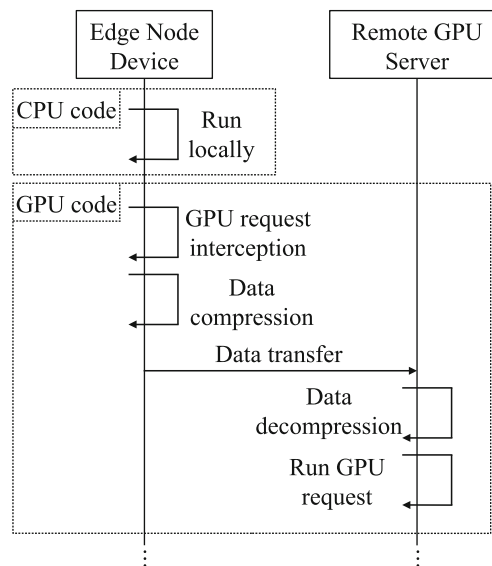 Edge Node
Device
Remote GPU
Server
CPU code
Run
locally
GPU code
GPU request
interception
Data
compression
Data transfer
Data
decompression
Run GPU
request